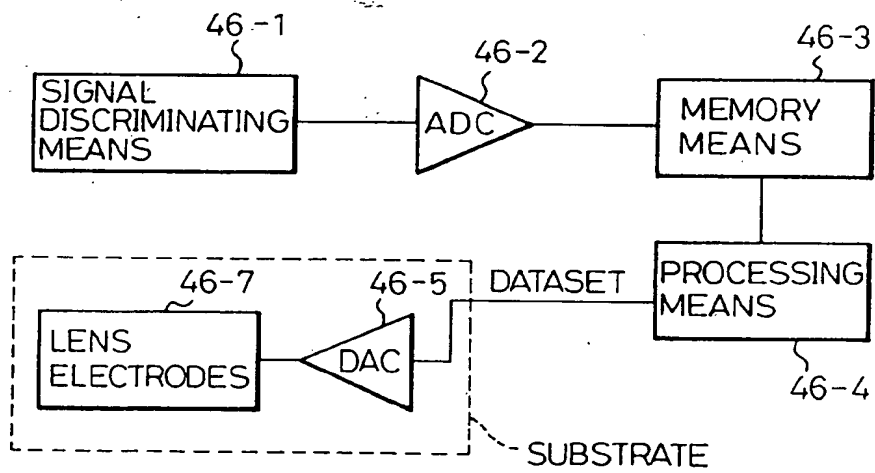 46-1
SIGNAL
DISCRIMINATING
MEANS
46-2
ADC
46-3
MEMORY
MEANS
46-7
LENS
ELECTRODES
46-5
DAC
DATASET
PROCESSING
MEANS
46-4
SUBSTRATE